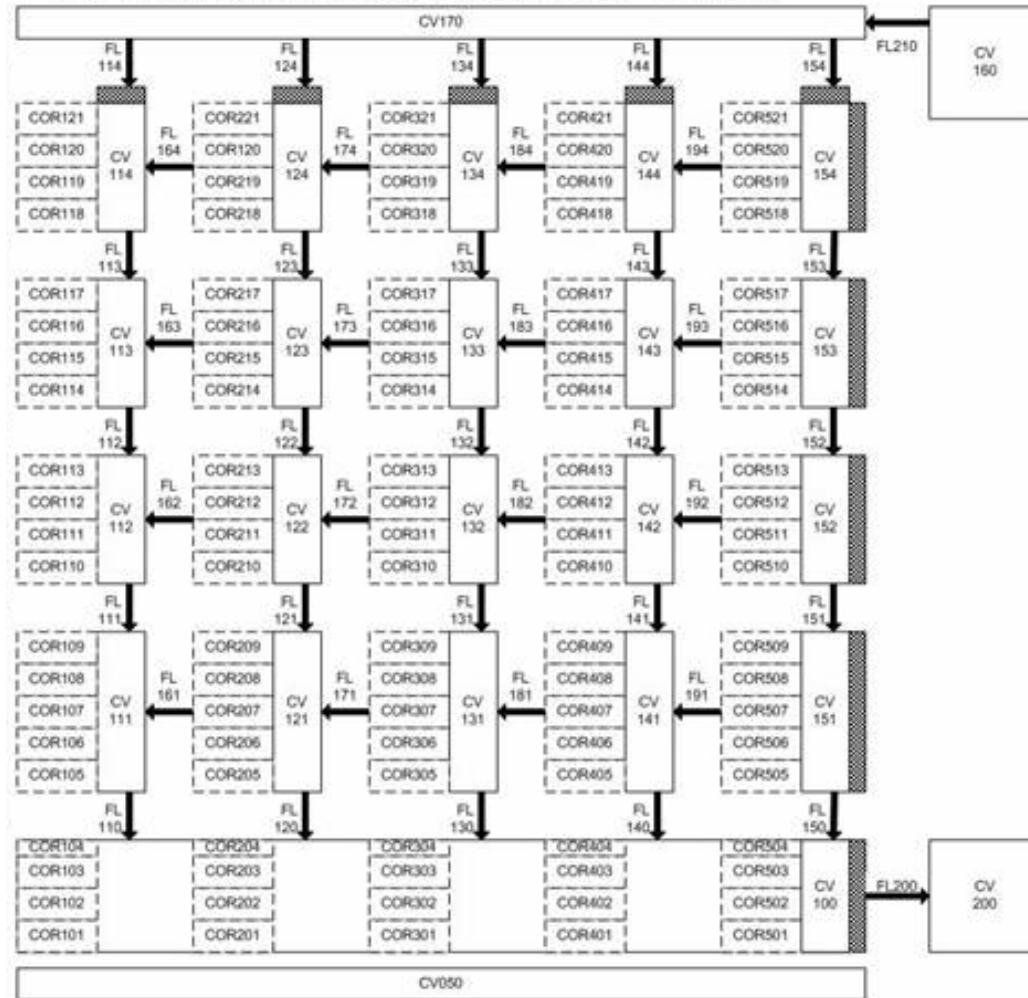 CV170
FL210
CV
160
FL
114
FL
124
FL
134
FL
144
FL
154
COR121
COR120
COR119
COR118
CV
114
FL
164
COR221
COR120
COR219
COR218
CV
124
FL
174
COR321
COR320
COR319
COR318
CV
134
FL
184
COR421
COR420
COR419
COR418
CV
144
FL
194
COR521
COR520
COR519
COR518
CV
154
FL
113
FL
123
FL
133
FL
143
FL
153
COR117
COR116
COR115
COR114
CV
113
FL
163
COR217
COR216
COR215
COR214
CV
123
FL
173
COR317
COR316
COR315
COR314
CV
133
FL
183
COR417
COR416
COR415
COR414
CV
143
FL
193
COR517
COR516
COR515
COR514
CV
153
FL
112
FL
122
FL
132
FL
142
FL
152
COR113
COR112
COR111
COR110
CV
112
FL
162
COR213
COR212
COR211
COR210
CV
122
FL
172
COR313
COR312
COR311
COR310
CV
132
FL
182
COR413
COR412
COR411
COR410
CV
142
FL
192
COR513
COR512
COR511
COR510
CV
152
FL
111
FL
121
FL
131
FL
141
FL
151
COR109
COR108
COR107
COR106
COR105
CV
111
FL
161
COR209
COR208
COR207
COR206
COR205
CV
121
FL
171
COR309
COR308
COR307
COR306
COR305
CV
131
FL
181
COR409
COR408
COR407
COR406
COR405
CV
141
FL
191
COR509
COR508
COR507
COR506
COR505
CV
151
FL
110
FL
120
FL
130
FL
140
FL
150
COR104
COR103
COR102
COR101
COR204
COR203
COR202
COR201
COR304
COR303
COR302
COR301
COR404
COR403
COR402
COR401
COR504
COR503
COR502
COR501
CV
100
FL200
CV
200
CV050